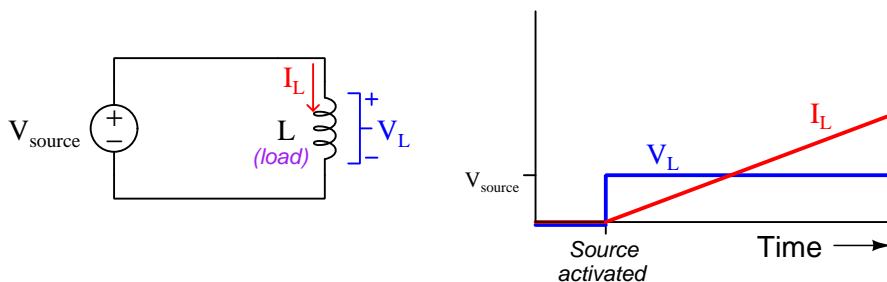 V_source
+
−
I_L
L
(load)
+
V_L
−
I_L
V_L
V_source
Source
activated
Time